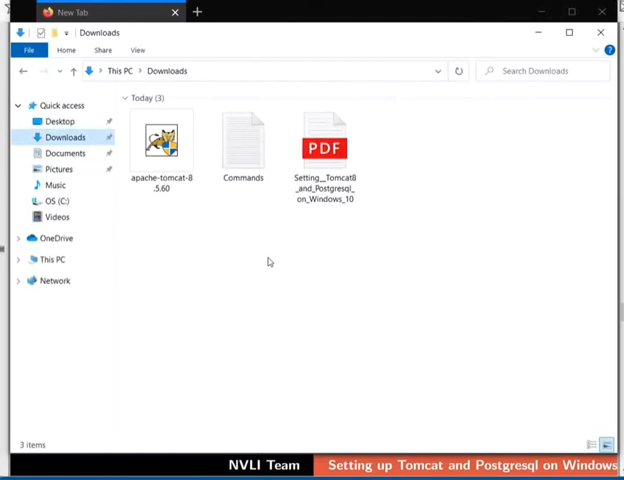 New Tab
Downloads
File Home Share View
This PC > Downloads
Search Downloads
Quick access
Desktop
Downloads
Documents
Pictures
Music
OS (C:)
Videos
OneDrive
This PC
Network
Today (3)
apache-tomcat-8
.5.60
Commands
PDF
Setting__Tomcat8
_and_Postgresql_
on_Windows_10
3 items
NVLI Team
Setting up Tomcat and Postgresql on Windows